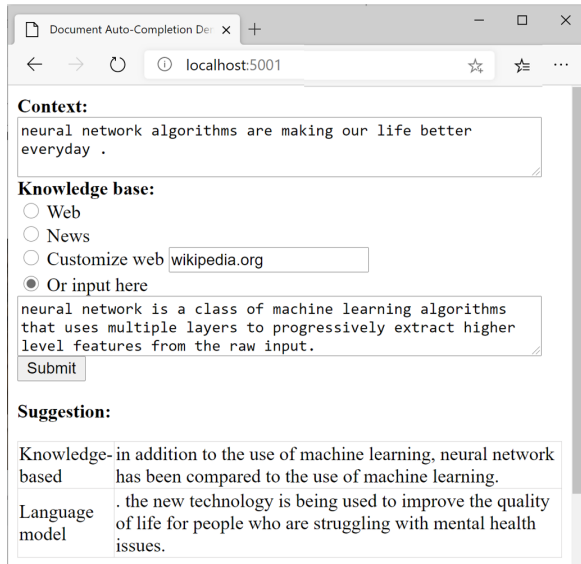 Document Auto-Completion Der
localhost:5001
Context:
neural network algorithms are making our life better
everyday .
Knowledge base:
Web
News
Customize web wikipedia.org
Or input here
neural network is a class of machine learning algorithms
that uses multiple layers to progressively extract higher
level features from the raw input.
Submit
Suggestion:
Knowledge- in addition to the use of machine learning, neural network
based has been compared to the use of machine learning.
. the new technology is being used to improve the quality
Language of life for people who are struggling with mental health
model issues.